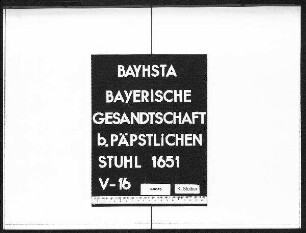 BAYHSTA
BAYERISCHE
GESANDTSCHAFT
b. PÄPSTLiCHEN
STUHL 1651
V-16